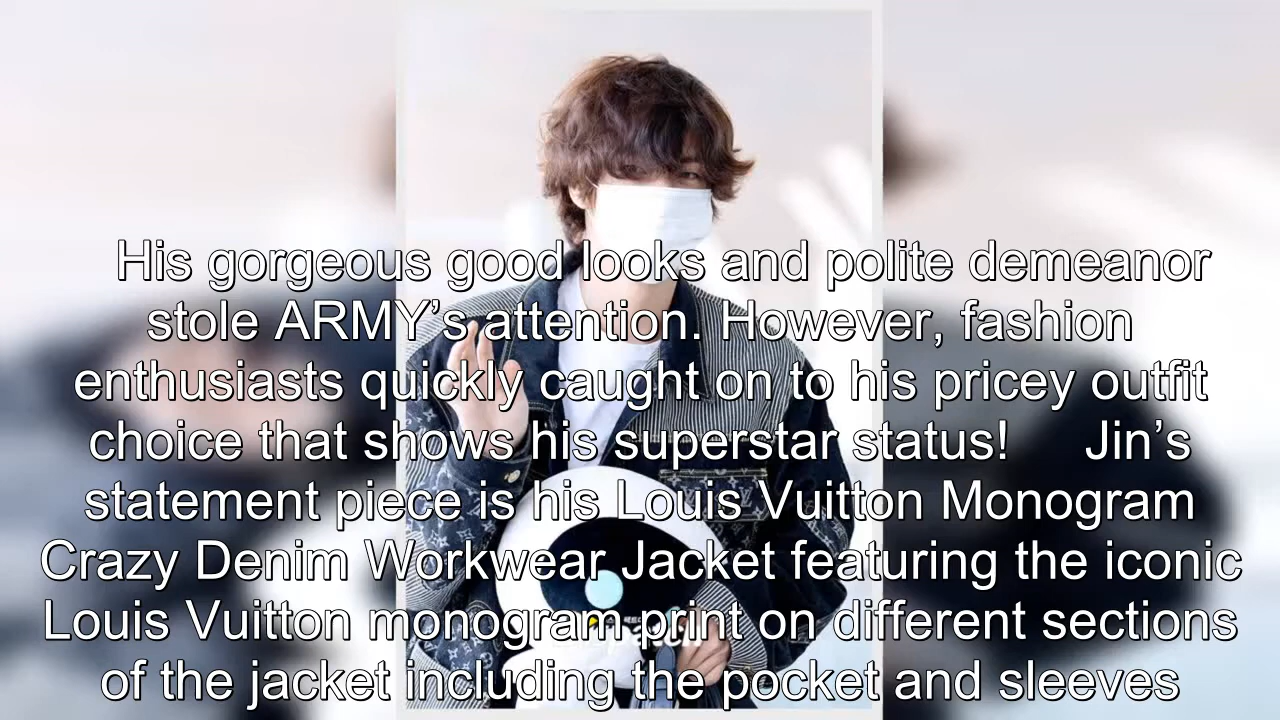 His gorgeous good looks and polite demeanor
stole ARMY’s attention. However, fashion
enthusiasts quickly caught on to his pricey outfit
choice that shows his superstar status! Jin’s
statement piece is his Louis Vuitton Monogram
Crazy Denim Workwear Jacket featuring the iconic
Louis Vuitton monogram print on different sections
of the jacket including the pocket and sleeves